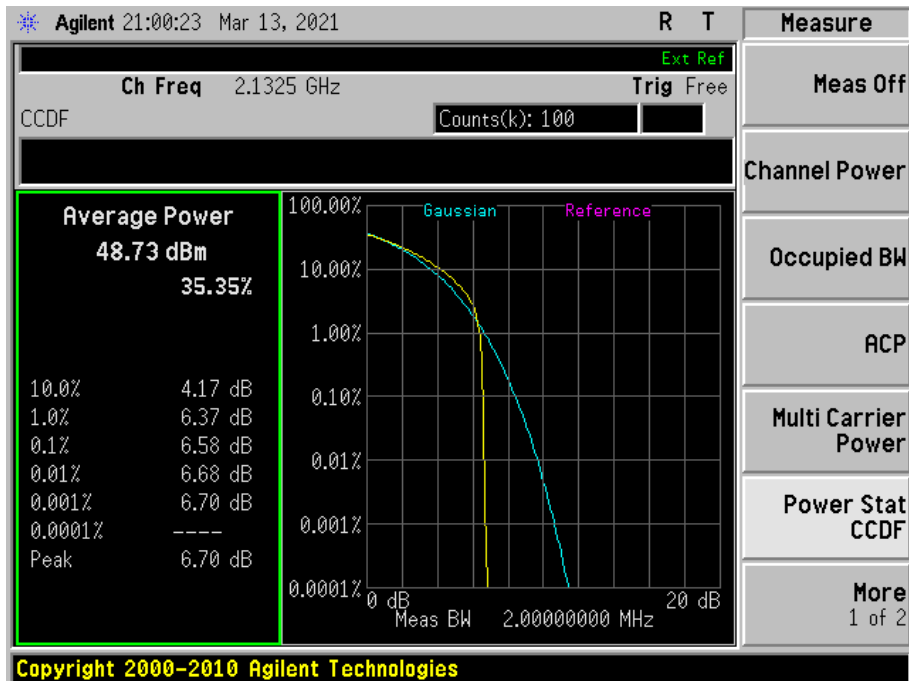 Agilent 21:00:23 Mar 13, 2021 R T
Measure
Ext Ref
Ch Freq 2.1325 GHz Trig Free
CCDF Counts(k): 100
Meas Off
Channel Power
Occupied BW
ACP
Multi Carrier
Power
Power Stat
CCDF
More
1 of 2
Average Power
48.73 dBm
35.35%
10.0% 4.17 dB
1.0% 6.37 dB
0.1% 6.58 dB
0.01% 6.68 dB
0.001% 6.70 dB
0.0001% ----
Peak 6.70 dB
Gaussian Reference
100.00%
10.00%
1.00%
0.10%
0.01%
0.001%
0.0001%
0 dB 20 dB
Meas BW 2.00000000 MHz
Copyright 2000-2010 Agilent Technologies